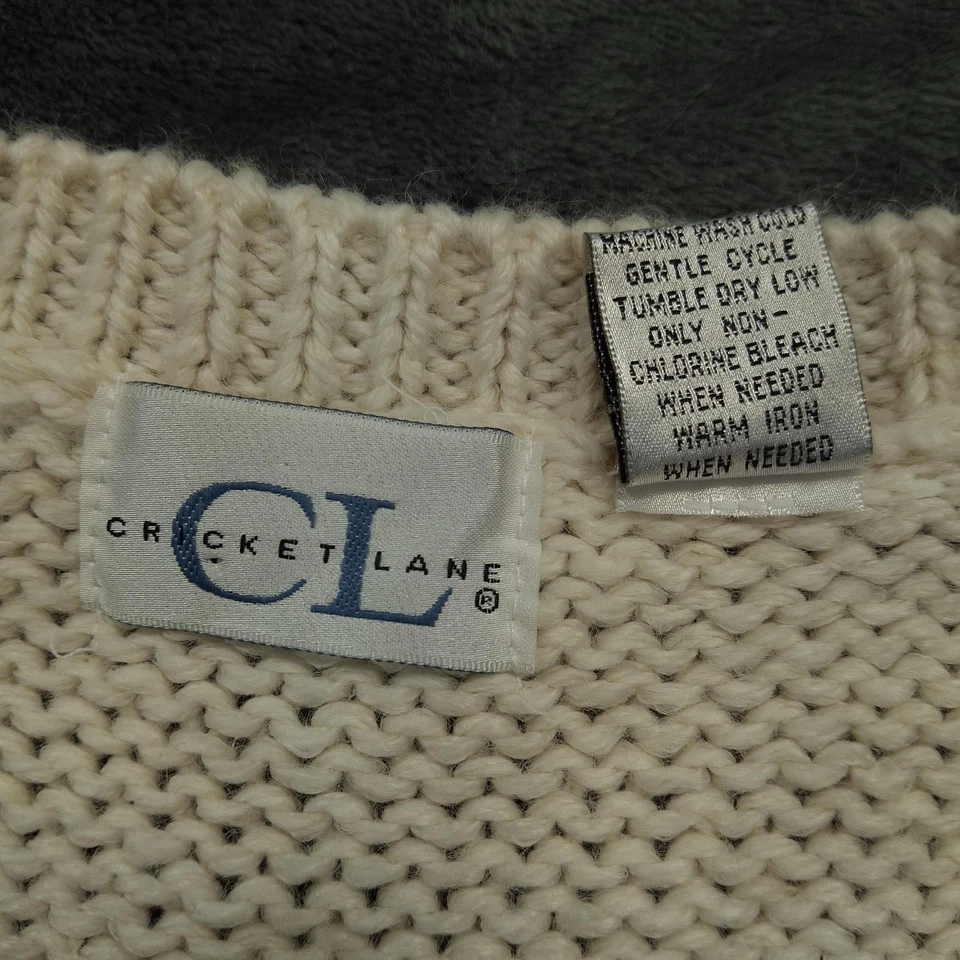 CL
CRICKET LANE
®
MACHINE WASH COLD
GENTLE CYCLE
TUMBLE DRY LOW
ONLY NON-
CHLORINE BLEACH
WHEN NEEDED
WARM IRON
WHEN NEEDED